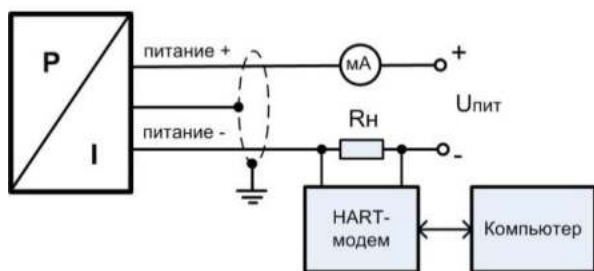 P
I
питание +
мА
+
Uпит
питание -
Rн
-
HART-
модем
Компьютер